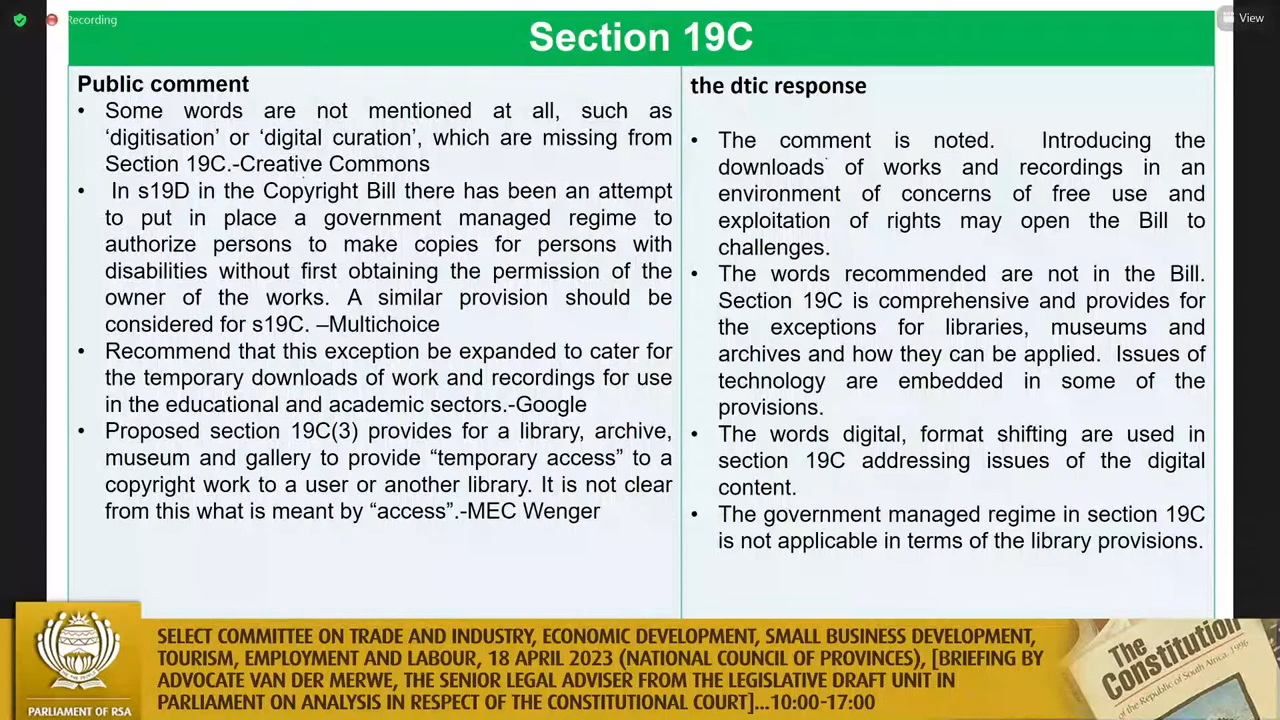 Recording
View
Section 19C
Public comment
• Some words are not mentioned at all, such as
‘digitisation’ or ‘digital curation’, which are missing from
Section 19C.-Creative Commons
• In s19D in the Copyright Bill there has been an attempt
to put in place a government managed regime to
authorize persons to make copies for persons with
disabilities without first obtaining the permission of the
owner of the works. A similar provision should be
considered for s19C. –Multichoice
• Recommend that this exception be expanded to cater for
the temporary downloads of work and recordings for use
in the educational and academic sectors.-Google
• Proposed section 19C(3) provides for a library, archive,
museum and gallery to provide “temporary access” to a
copyright work to a user or another library. It is not clear
from this what is meant by “access”.-MEC Wenger
the dtic response
• The comment is noted. Introducing the
downloads of works and recordings in an
environment of concerns of free use and
exploitation of rights may open the Bill to
challenges.
• The words recommended are not in the Bill.
Section 19C is comprehensive and provides for
the exceptions for libraries, museums and
archives and how they can be applied. Issues of
technology are embedded in some of the
provisions.
• The words digital, format shifting are used in
section 19C addressing issues of the digital
content.
• The government managed regime in section 19C
is not applicable in terms of the library provisions.
SELECT COMMITTEE ON TRADE AND INDUSTRY, ECONOMIC DEVELOPMENT, SMALL BUSINESS DEVELOPMENT,
TOURISM, EMPLOYMENT AND LABOUR, 18 APRIL 2023 (NATIONAL COUNCIL OF PROVINCES), [BRIEFING BY
ADVOCATE VAN DER MERWE, THE SENIOR LEGAL ADVISER FROM THE LEGISLATIVE DRAFT UNIT IN
PARLIAMENT ON ANALYSIS IN RESPECT OF THE CONSTITUTIONAL COURT]...10:00-17:00
PARLIAMENT OF RSA
The
Constitution
of the Republic of South Africa, 1996